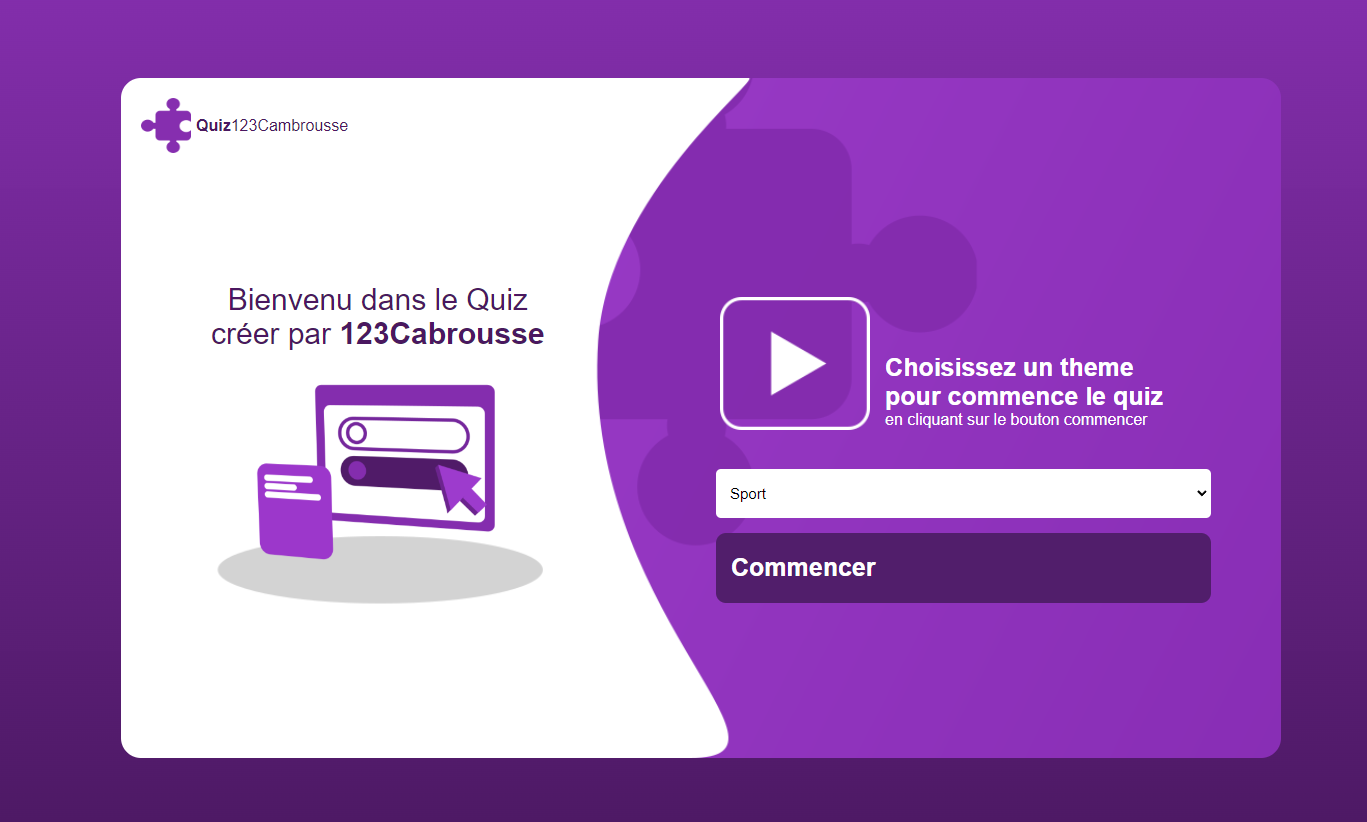 Quiz123Cambrousse
Bienvenu dans le Quiz
créer par 123Cabrousse
Choisissez un theme
pour commence le quiz
en cliquant sur le bouton commencer
Sport
Commencer